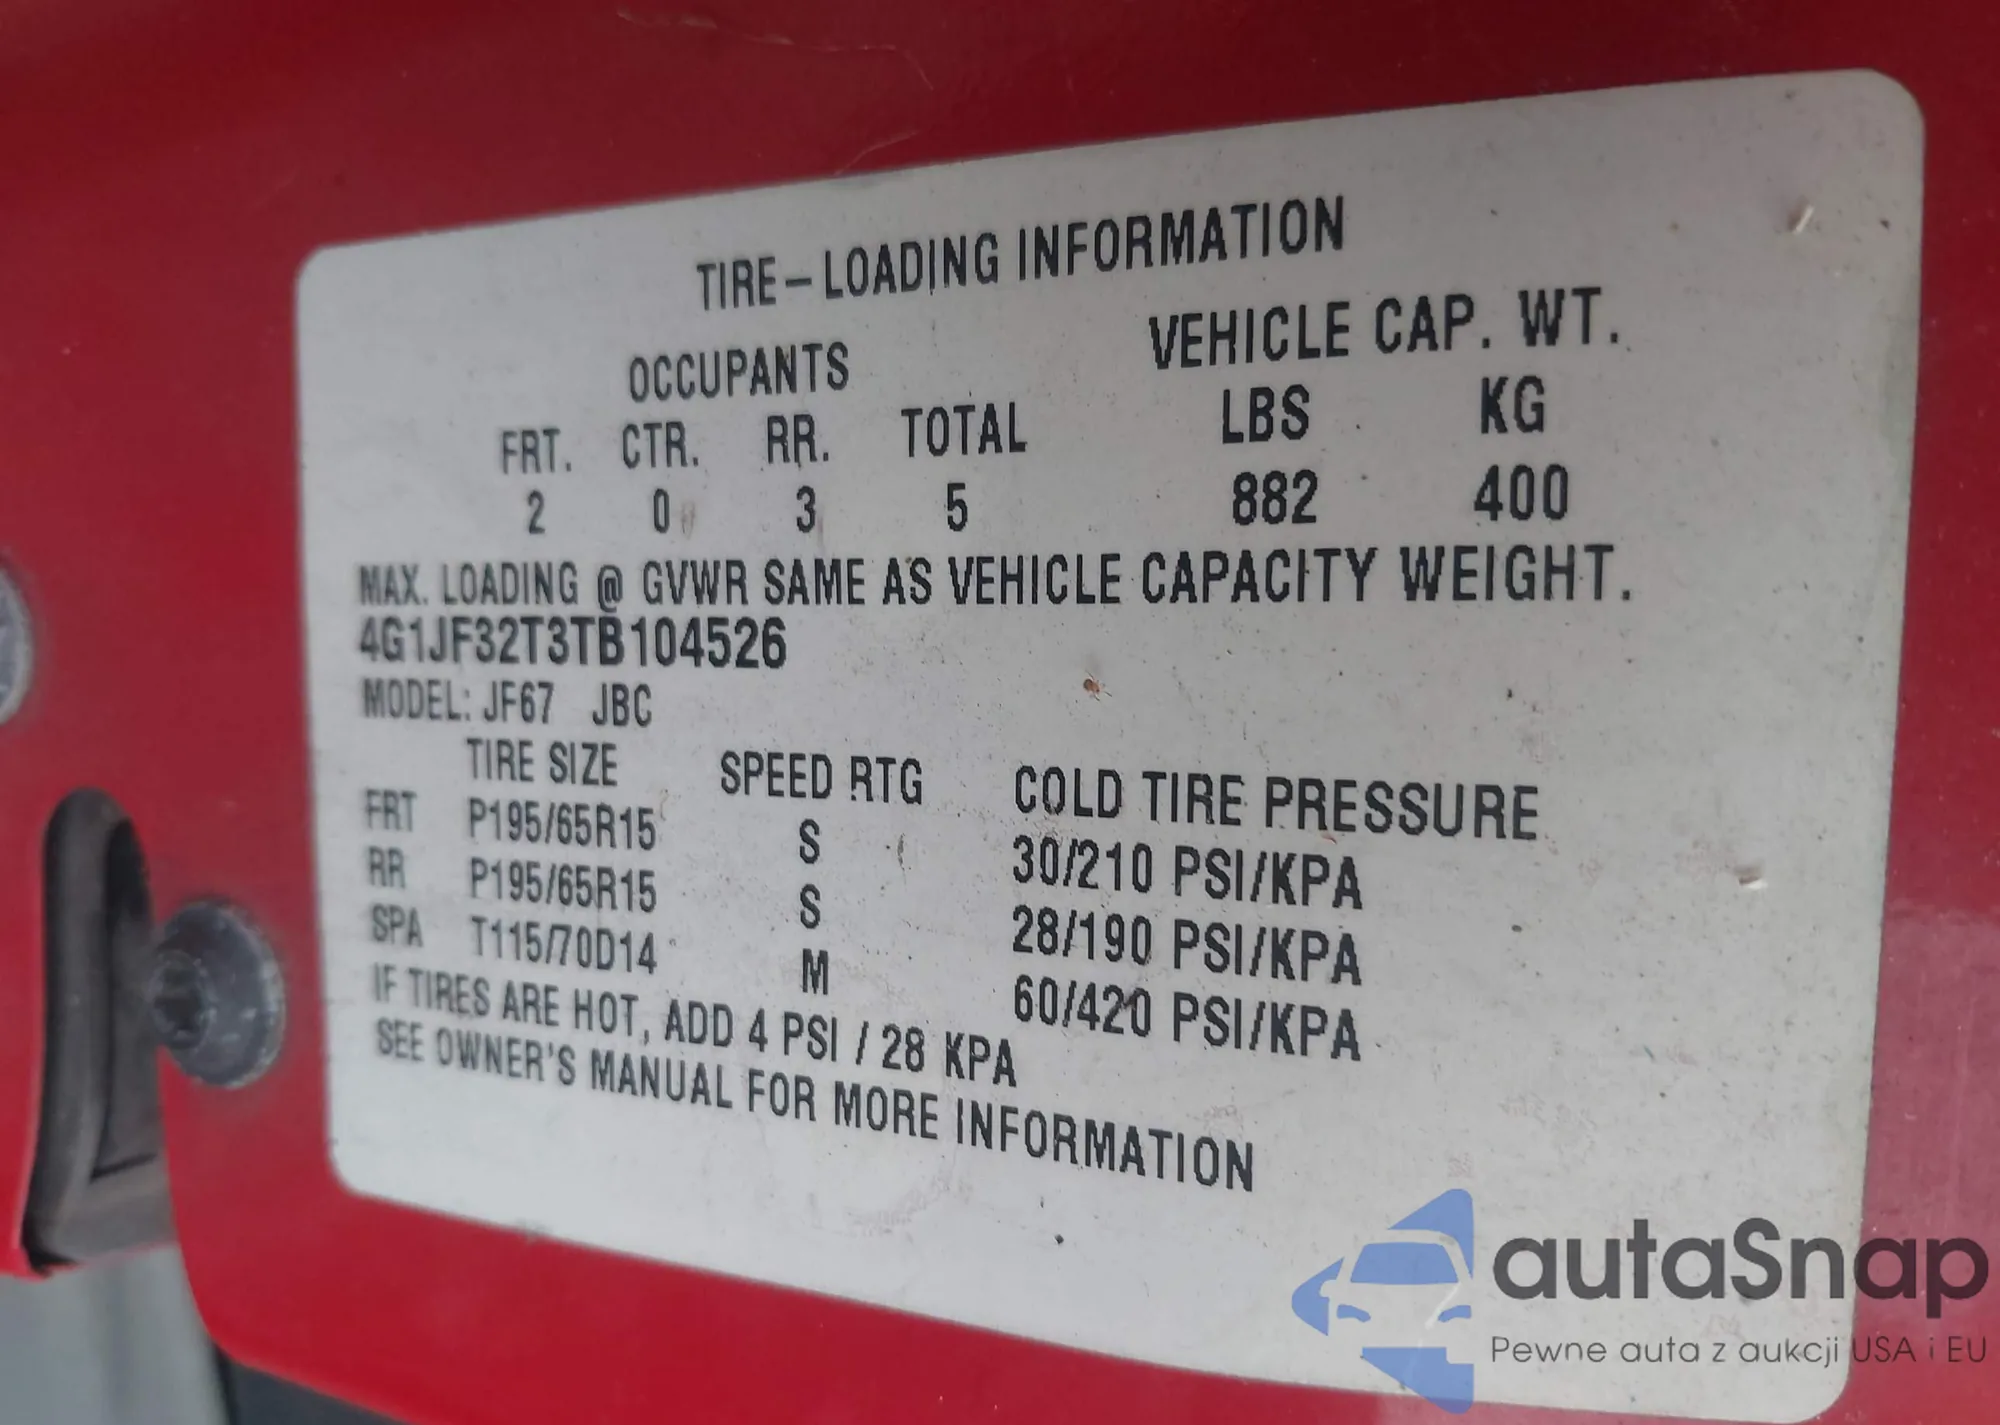 TIRE–LOADING INFORMATION
OCCUPANTS VEHICLE CAP. WT.
FRT. CTR. RR. TOTAL LBS KG
2 0 3 5 882 400
MAX. LOADING @ GVWR SAME AS VEHICLE CAPACITY WEIGHT.
4G1JF32T3TB104526
MODEL: JF67 JBC
TIRE SIZE SPEED RTG COLD TIRE PRESSURE
FRT P195/65R15 S 30/210 PSI/KPA
RR P195/65R15 S 28/190 PSI/KPA
SPA T115/70D14 M 60/420 PSI/KPA
IF TIRES ARE HOT, ADD 4 PSI / 28 KPA
SEE OWNER'S MANUAL FOR MORE INFORMATION
autaSnap
Pewne auta z aukcji USA i EU